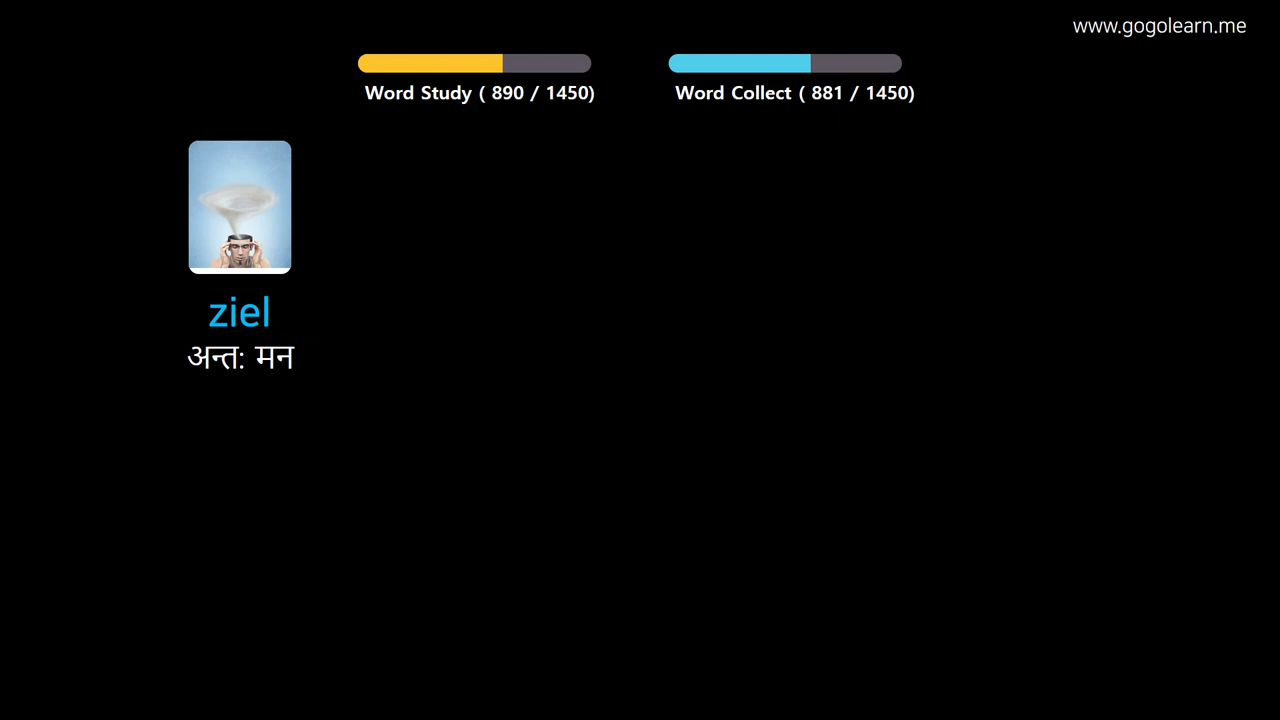 www.gogolearn.me
Word Study ( 890 / 1450)
Word Collect ( 881 / 1450)
ziel
अन्त: मन